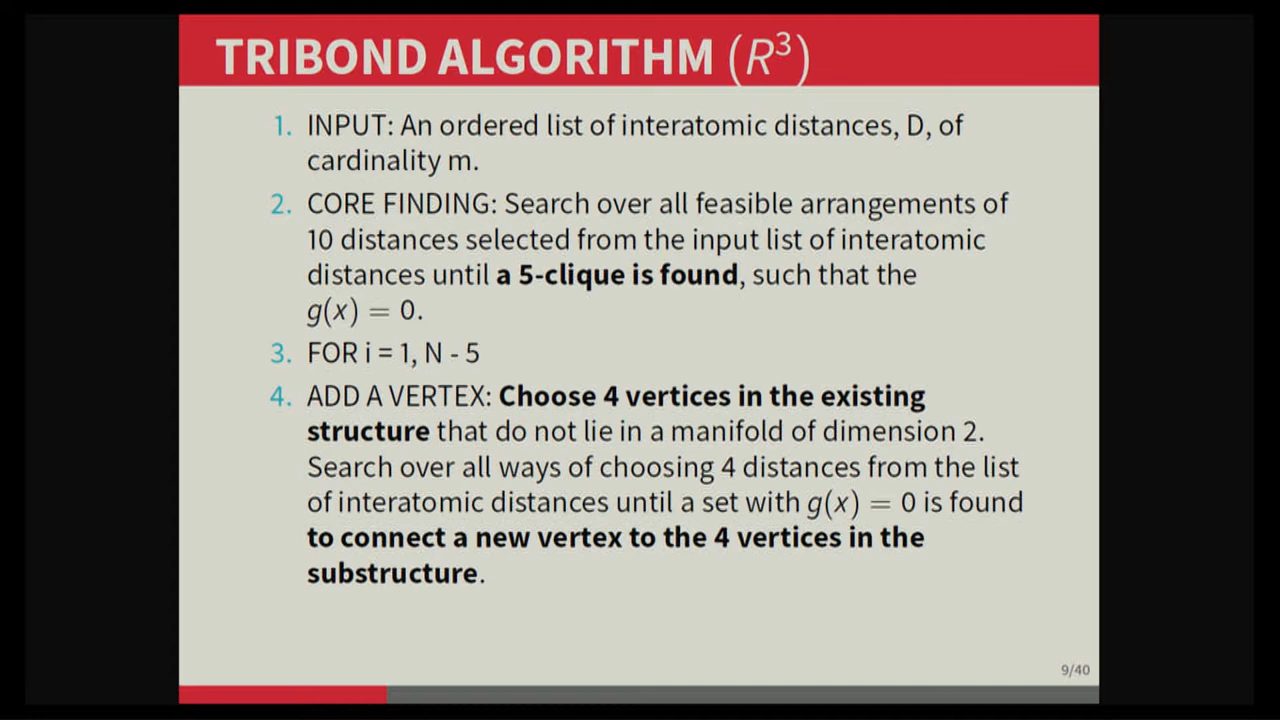 TRIBOND ALGORITHM (R³)
1. INPUT: An ordered list of interatomic distances, D, of
cardinality m.
2. CORE FINDING: Search over all feasible arrangements of
10 distances selected from the input list of interatomic
distances until a 5-clique is found, such that the
g(x) = 0.
3. FOR i = 1, N - 5
4. ADD A VERTEX: Choose 4 vertices in the existing
structure that do not lie in a manifold of dimension 2.
Search over all ways of choosing 4 distances from the list
of interatomic distances until a set with g(x) = 0 is found
to connect a new vertex to the 4 vertices in the
substructure.
9/40